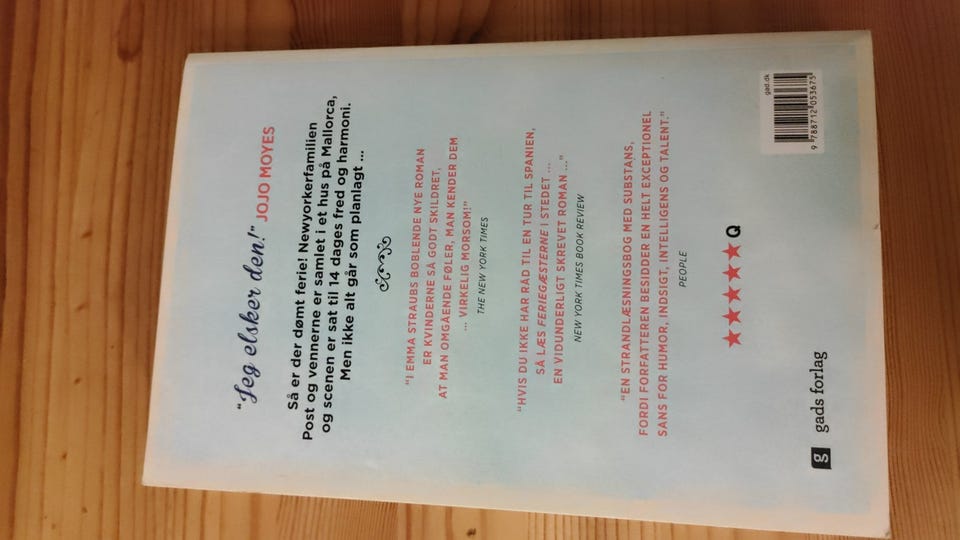 "Jeg elsker den!" JOJO MOYES
Så er der dømt ferie! Newyorkerfamilien
Post og vennerne er samlet i et hus på Mallorca,
og scenen er sat til 14 dages fred og harmoni.
Men ikke alt går som planlagt ...
"I EMMA STRAUBS BOBLENDE NYE ROMAN
ER KVINDERNE SÅ GODT SKILDRET,
AT MAN OMGÅENDE FØLER, MAN KENDER DEM
... VIRKELIG MORSOM!"
THE NEW YORK TIMES
"HVIS DU IKKE HAR RÅD TIL EN TUR TIL SPANIEN,
SÅ LÆS FERIEGÆSTERNE I STEDET ...
EN VIDUNDERLIGT SKREVET ROMAN ..."
NEW YORK TIMES BOOK REVIEW
"EN STRANDLÆSNINGSBOG MED SUBSTANS,
FORDI FORFATTEREN BESIDDER EN HELT EXCEPTIONEL
SANS FOR HUMOR, INDSIGT, INTELLIGENS OG TALENT."
PEOPLE
★★★★★ Q
g gads forlag
gad.dk
9 788712 053675